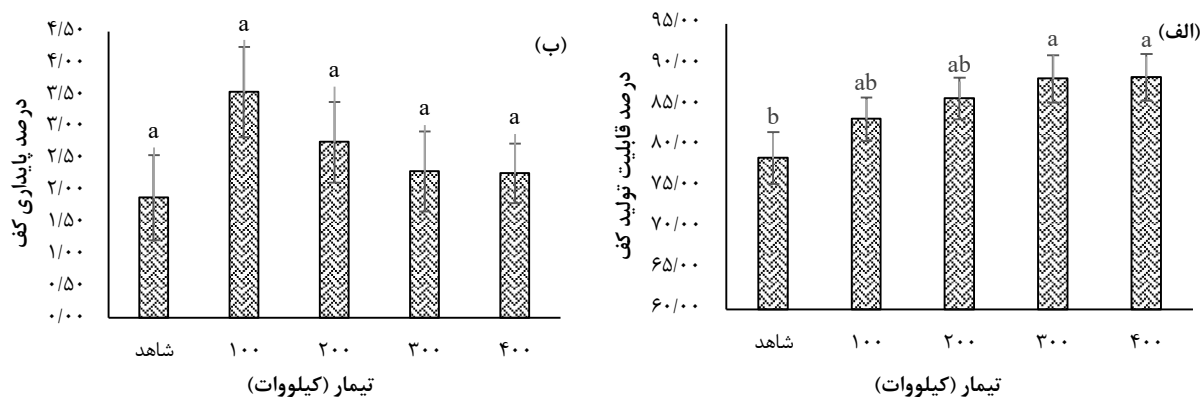 (الف)
درصد قابلیت تولید کف
۹۵/۰۰
۹۰/۰۰
۸۵/۰۰
۸۰/۰۰
۷۵/۰۰
۷۰/۰۰
۶۵/۰۰
۶۰/۰۰
b ab ab a a
شاهد ۱۰۰ ۲۰۰ ۳۰۰ ۴۰۰
تیمار (کیلووات)
(ب)
درصد پایداری کف
۴/۵۰
۴/۰۰
۳/۵۰
۳/۰۰
۲/۵۰
۲/۰۰
۱/۵۰
۱/۰۰
۰/۵۰
۰/۰۰
a a a a a
شاهد ۱۰۰ ۲۰۰ ۳۰۰ ۴۰۰
تیمار (کیلووات)